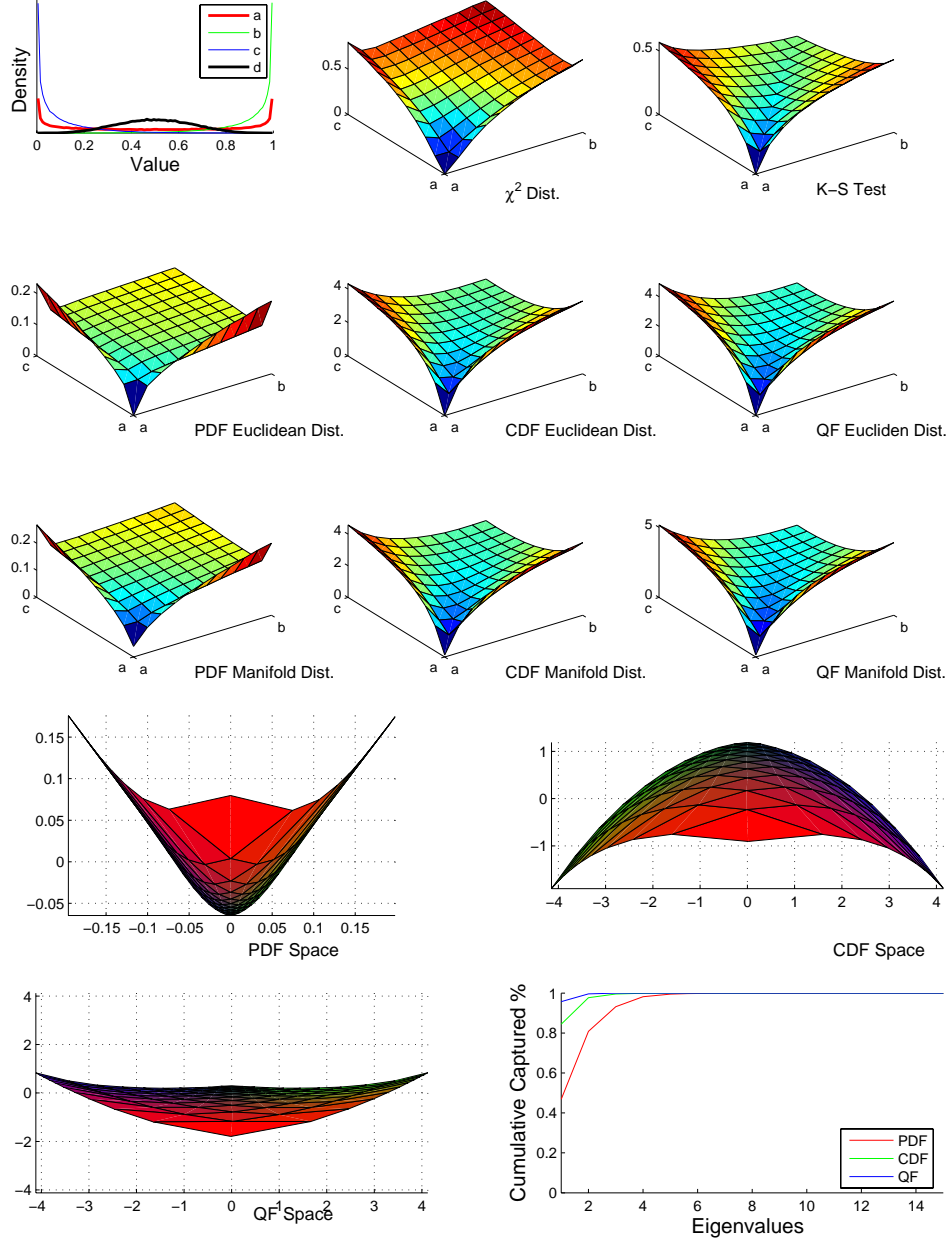 Density
a
b
c
d
0 0.2 0.4 0.6 0.8 1
Value
0.5
0
c
a a
b
χ² Dist.
0.5
0
c
a a
b
K−S Test
0.2
0.1
0
c
a a
b
PDF Euclidean Dist.
4
2
0
c
a a
b
CDF Euclidean Dist.
4
2
0
c
a a
b
QF Eucliden Dist
0.2
0.1
0
c
a a
b
PDF Manifold Dist.
4
2
0
c
a a
b
CDF Manifold Dist.
5
0
c
a a
b
QF Manifold Dist.
0.15
0.1
0.05
0
−0.05
−0.15 −0.1 −0.05 0 0.05 0.1 0.15
PDF Space
1
0
−1
−4 −3 −2 −1 0 1 2 3 4
CDF Space
4
2
0
−2
−4
−4 −3 −2 −1 0 1 2 3 4
QF Space
Cumulative Captured %
1
0.8
0.6
0.4
0.2
0
2 4 6 8 10 12 14
Eigenvalues
PDF
CDF
QF